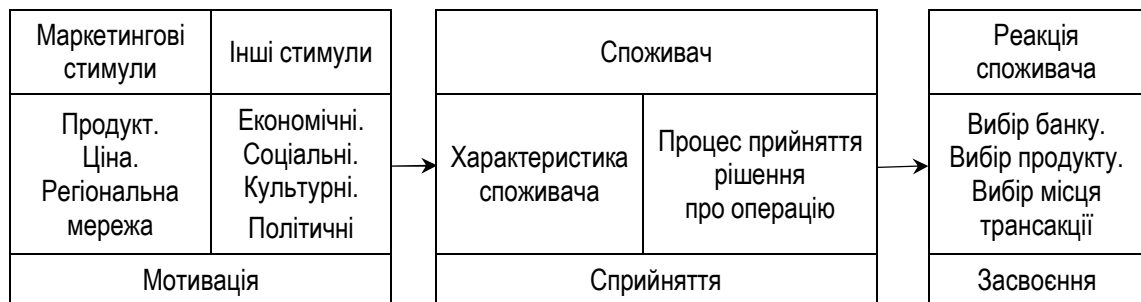 Маркетингові
стимули
Інші стимули
Споживач
Реакція
споживача
Продукт.
Ціна.
Регіональна
мережа
Економічні.
Соціальні.
Культурні.
Політичні
Характеристика
споживача
Процес прийняття
рішення
про операцію
Вибір банку.
Вибір продукту.
Вибір місця
трансакції
Мотивація
Сприйняття
Засвоєння